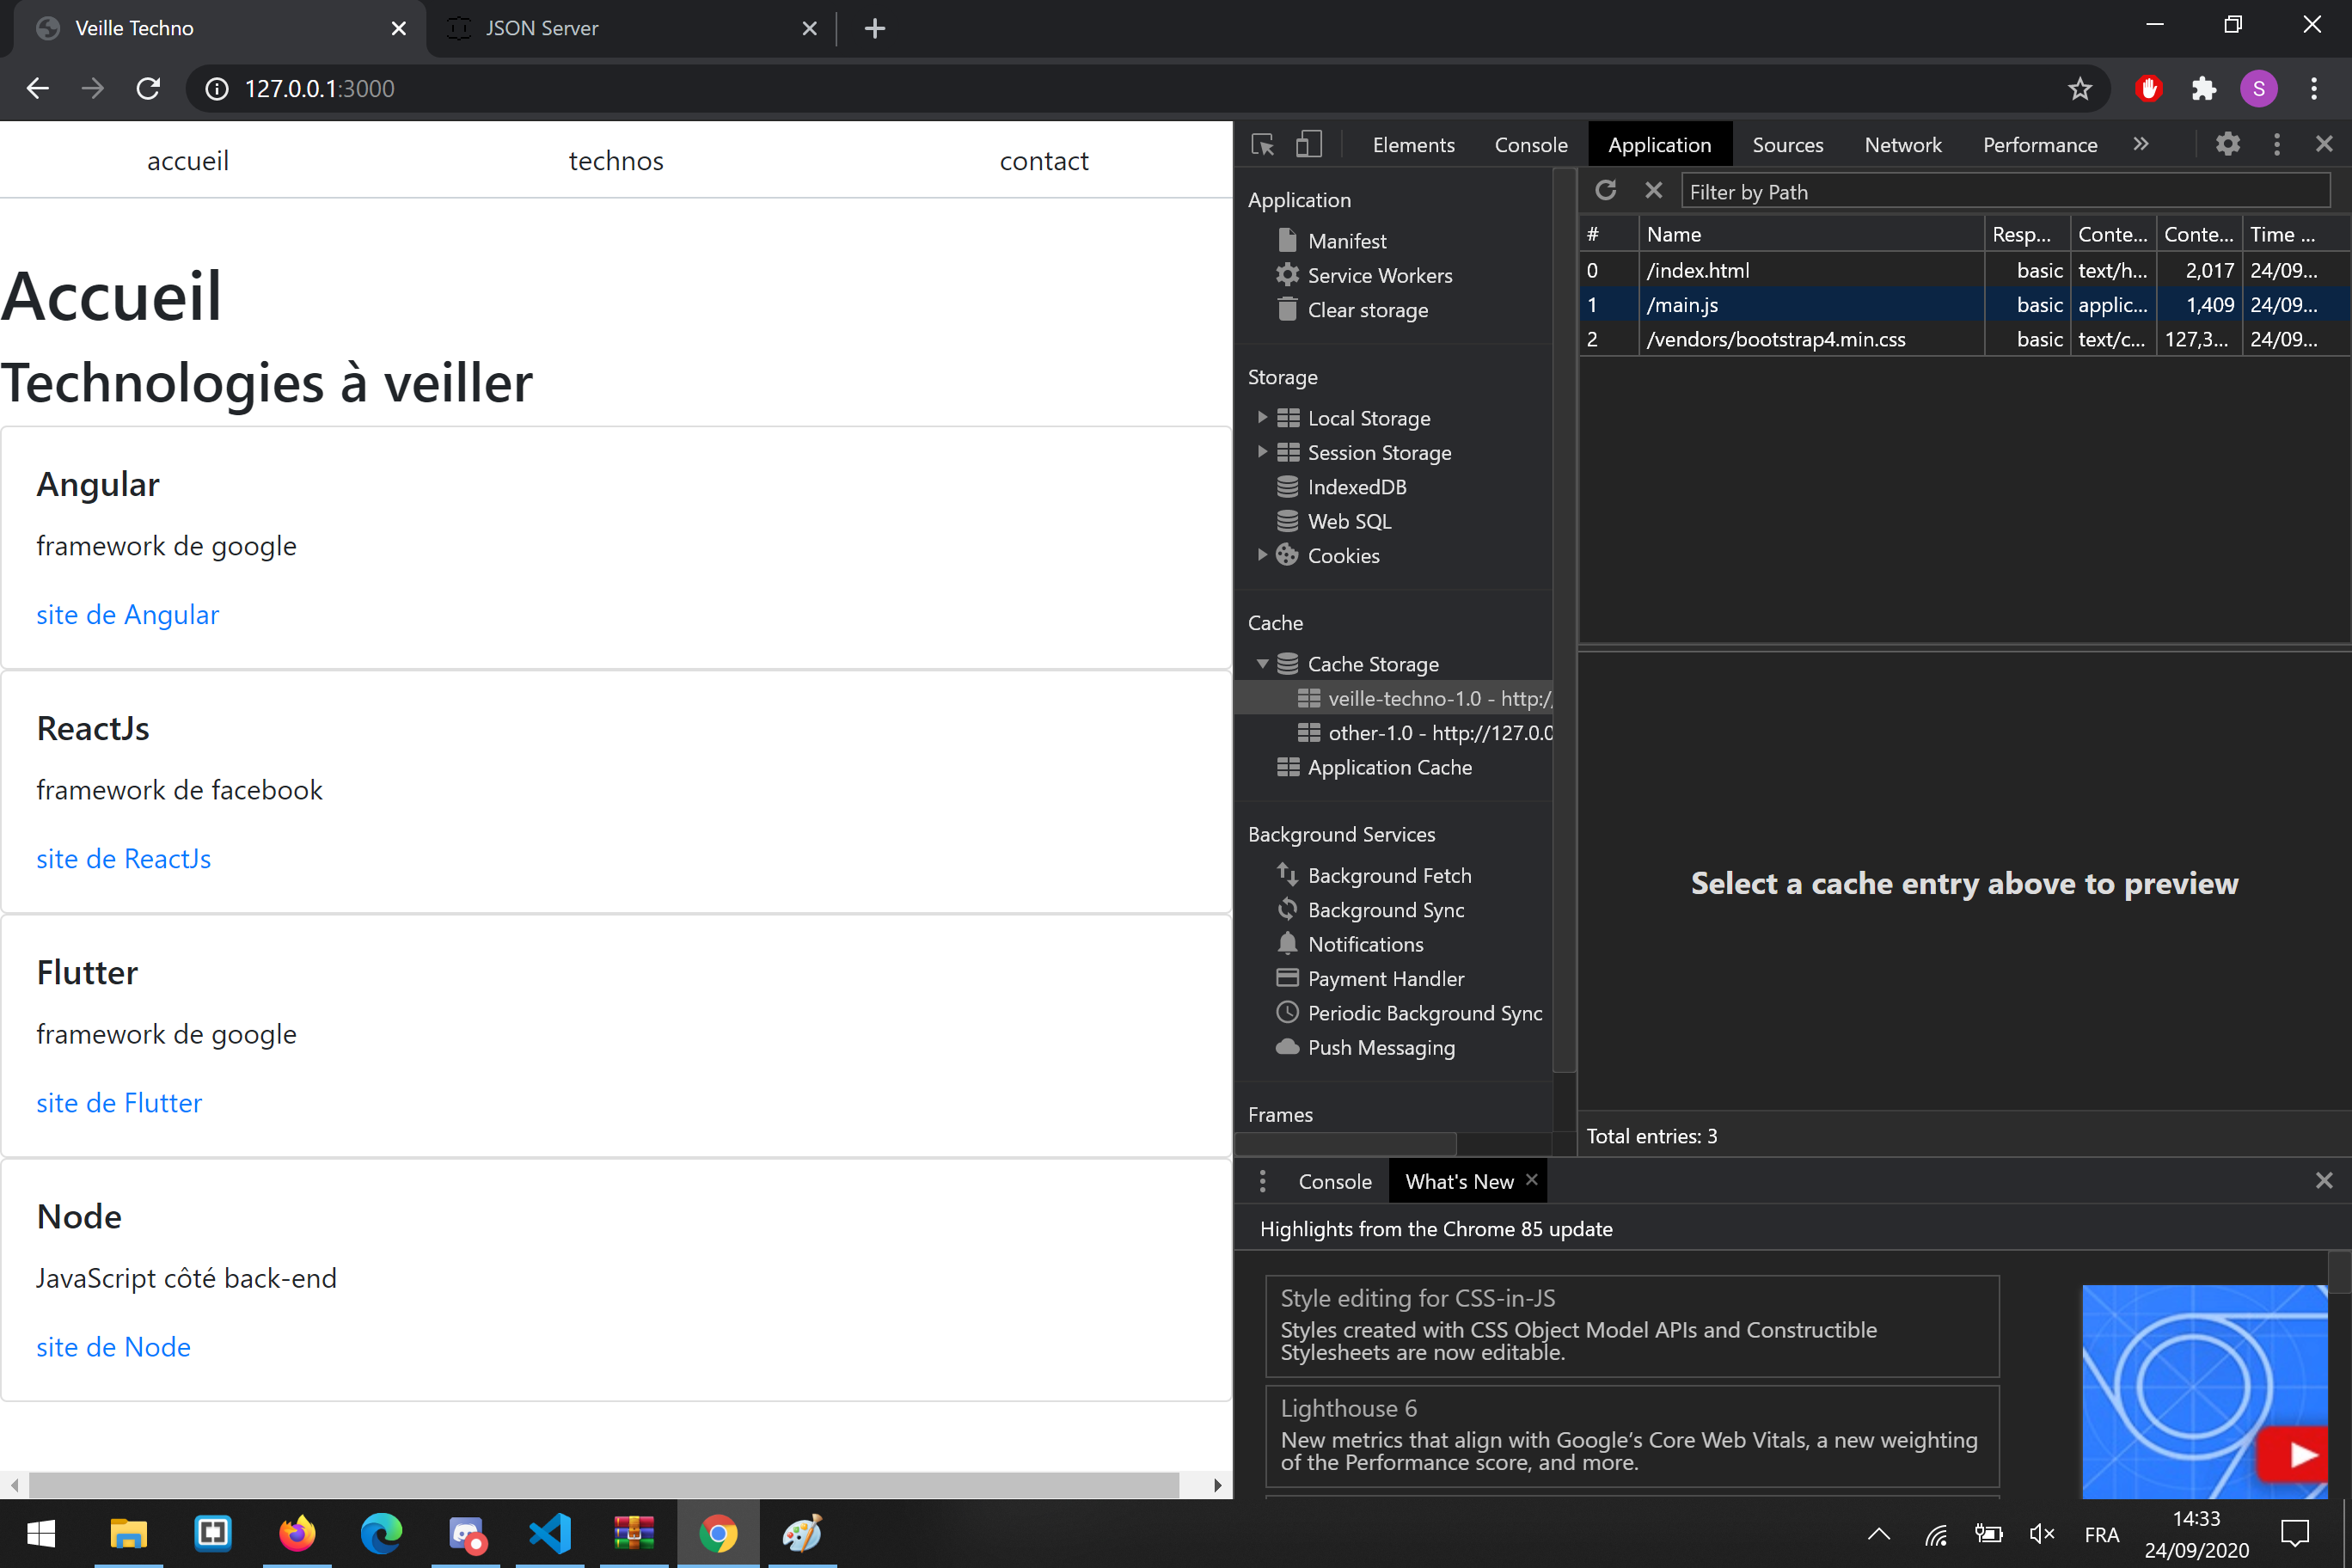 Veille Techno
JSON Server
127.0.0.1:3000
S
accueil technos contact
Accueil
Technologies à veiller
Angular
framework de google
site de Angular
ReactJs
framework de facebook
site de ReactJs
Flutter
framework de google
site de Flutter
Node
JavaScript côté back-end
site de Node
Elements Console Application Sources Network Performance
Application
Manifest
Service Workers
Clear storage
Storage
Local Storage
Session Storage
IndexedDB
Web SQL
Cookies
Cache
Cache Storage
veille-techno-1.0 - http:/
other-1.0 - http://127.0.0
Application Cache
Background Services
Background Fetch
Background Sync
Notifications
Payment Handler
Periodic Background Sync
Push Messaging
Frames
Filter by Path
# Name Resp... Conte... Conte... Time ...
0 /index.html basic text/h... 2,017 24/09...
1 /main.js basic applic... 1,409 24/09...
2 /vendors/bootstrap4.min.css basic text/c... 127,3... 24/09...
Select a cache entry above to preview
Total entries: 3
Console What's New
Highlights from the Chrome 85 update
Style editing for CSS-in-JS
Styles created with CSS Object Model APIs and Constructible
Stylesheets are now editable.
Lighthouse 6
New metrics that align with Google’s Core Web Vitals, a new weighting
of the Performance score, and more.
FRA
14:33
24/09/2020